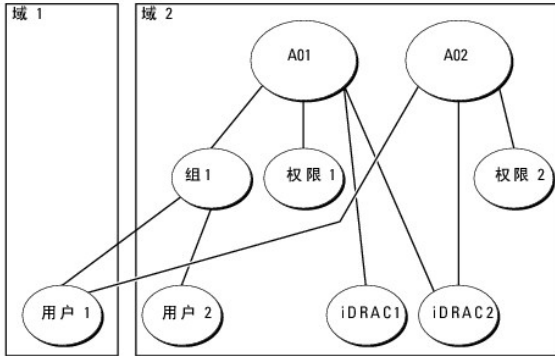 域 1
域 2
A01
A02
组1
权限 1
权限 2
用户 1
用户 2
iDRAC1
iDRAC2